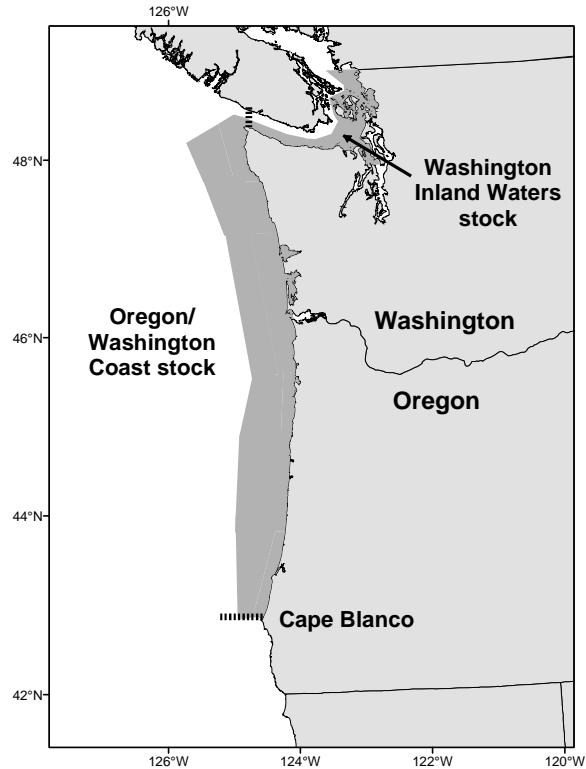 126°W
48°N
Washington
Inland Waters
stock
Oregon/
Washington
Coast stock
46°N
Washington
Oregon
44°N
Cape Blanco
42°N
126°W
124°W
122°W
120°W